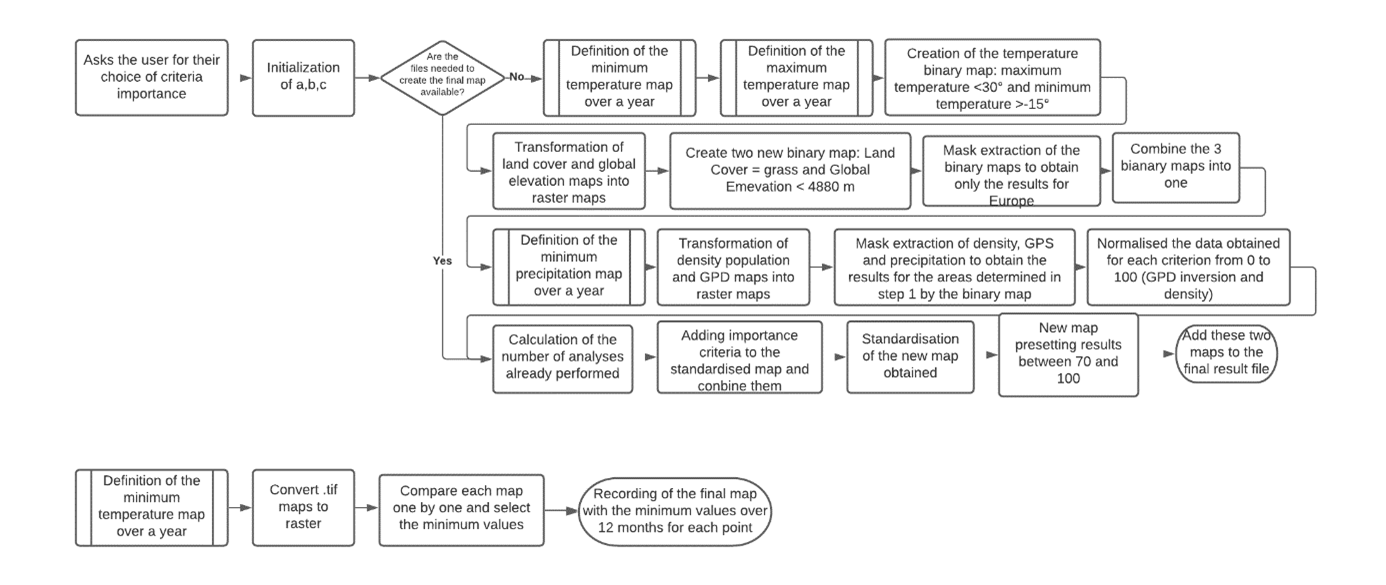 Asks the user for their
choice of criteria
importance
Initialization
of a,b,c
Are the
files needed to
create the final map
available?
No
Definition of the
minimum
temperature map
over a year
Definition of the
maximum
temperature map
over a year
Creation of the temperature
binary map: maximum
temperature <30° and minimum
temperature >-15°
Transformation of
land cover and global
elevation maps into
raster maps
Create two new binary map: Land
Cover = grass and Global
Emevation < 4880 m
Mask extraction of the
binary maps to obtain
only the results for
Europe
Combine the 3
bianary maps into
one
Yes
Definition of the
minimum
precipitation map
over a year
Transformation of
density population
and GPD maps into
raster maps
Mask extraction of density, GPS
and precipitation to obtain the
results for the areas determined in
step 1 by the binary map
Normalised the data obtained
for each criterion from 0 to
100 (GPD inversion and
density)
Calculation of the
number of analyses
already performed
Adding importance
criteria to the
standardised map and
conbine them
Standardisation
of the new map
obtained
New map
presetting results
between 70 and
100
Add these two
maps to the
final result file
Definition of the
minimum
temperature map
over a year
Convert .tif
maps to
raster
Compare each map
one by one and select
the minimum values
Recording of the final map
with the minimum values over
12 months for each point